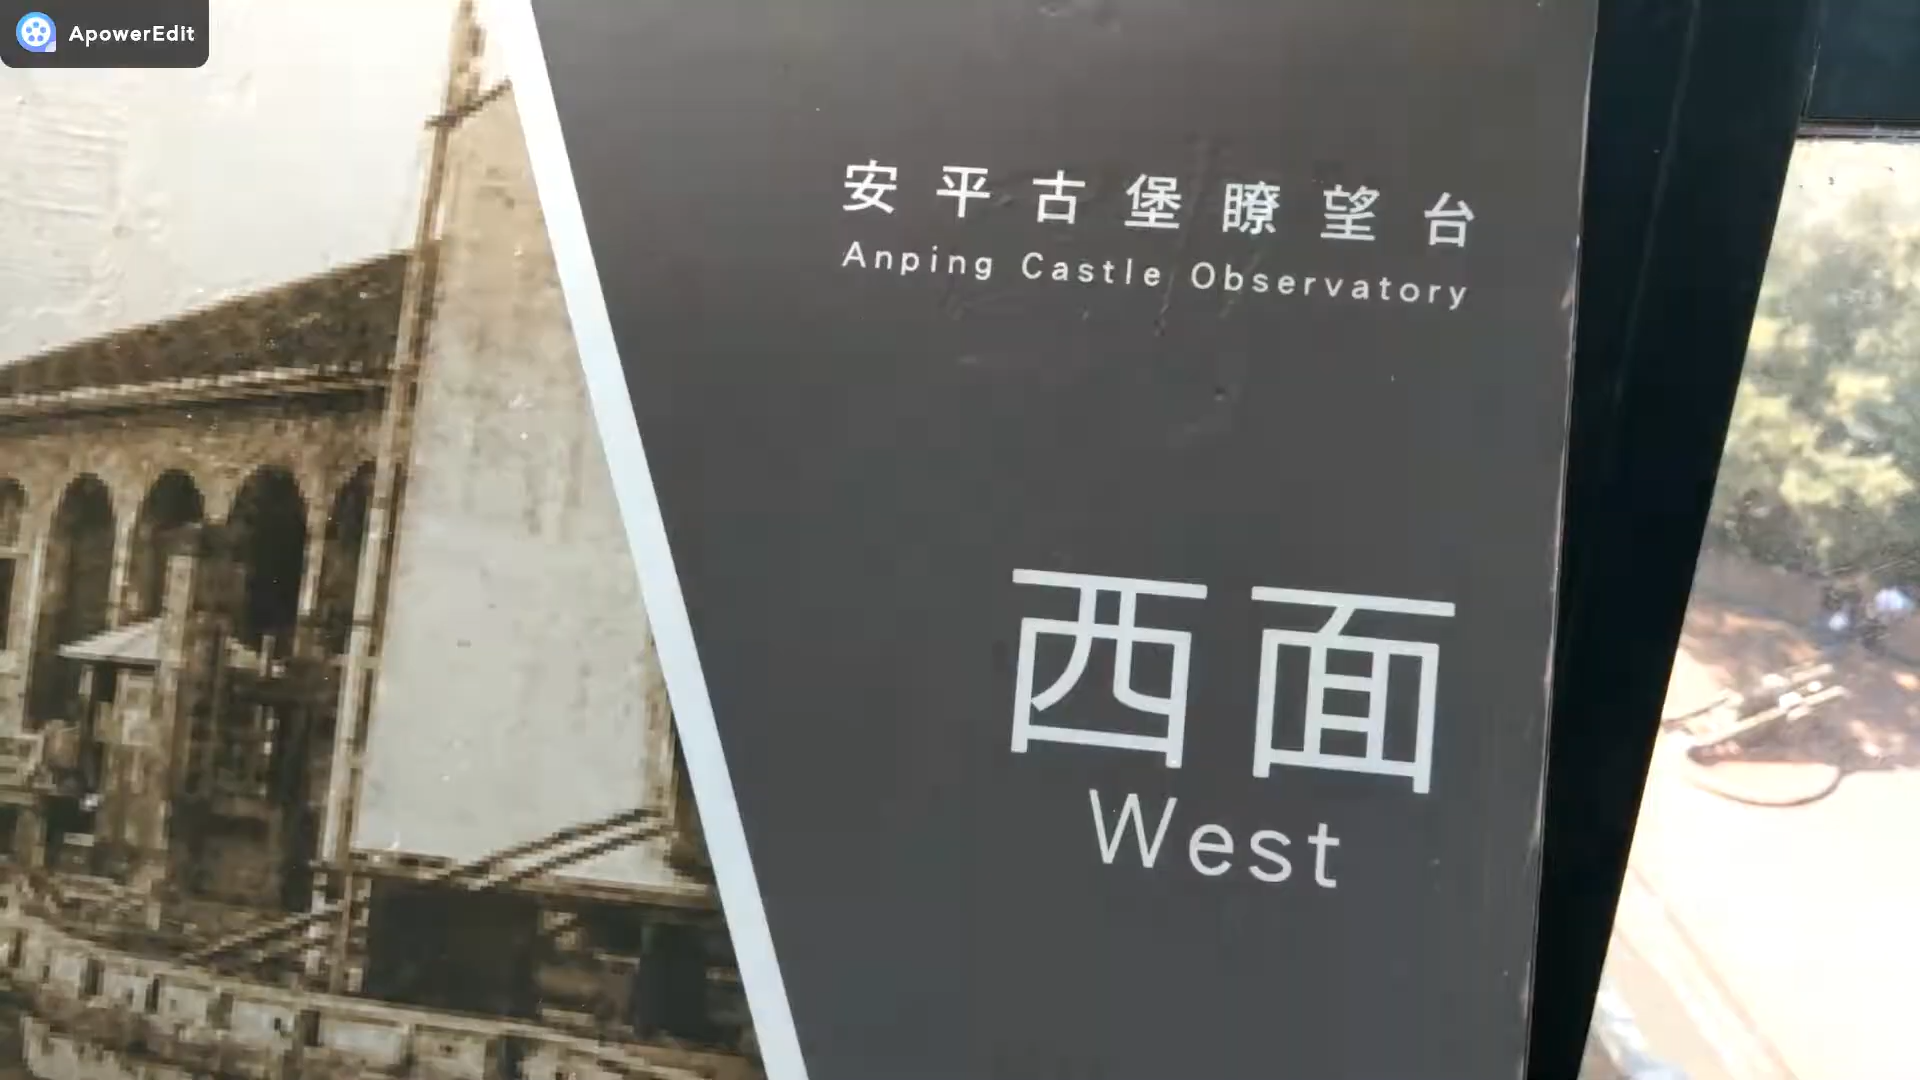 ApowerEdit
安平古堡瞭望台
Anping Castle Observatory
西面
West